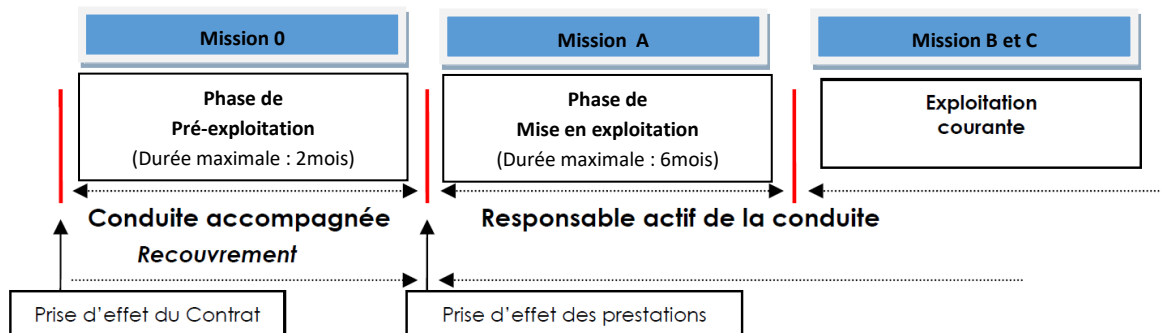 Mission 0
Mission A
Mission B et C
Phase de
Pré-exploitation
(Durée maximale : 2mois)
Phase de
Mise en exploitation
(Durée maximale : 6mois)
Exploitation
courante
Conduite accompagnée
Responsable actif de la conduite
Recouvrement
Prise d'effet du Contrat
Prise d'effet des prestations